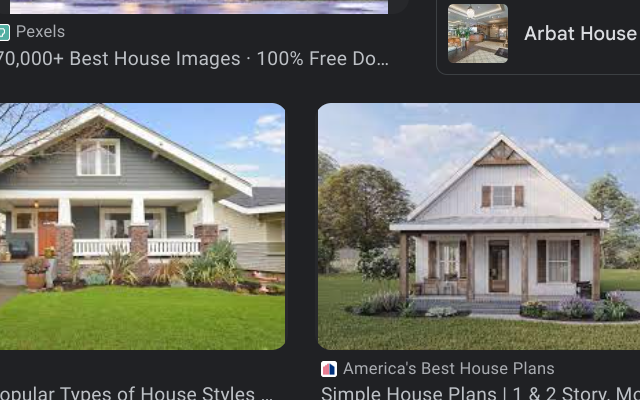 Pexels
70,000+ Best House Images · 100% Free Do...
Arbat House
America's Best House Plans
Types of House Styles ...
Simple House Plans | 1 & 2 Story, Mo